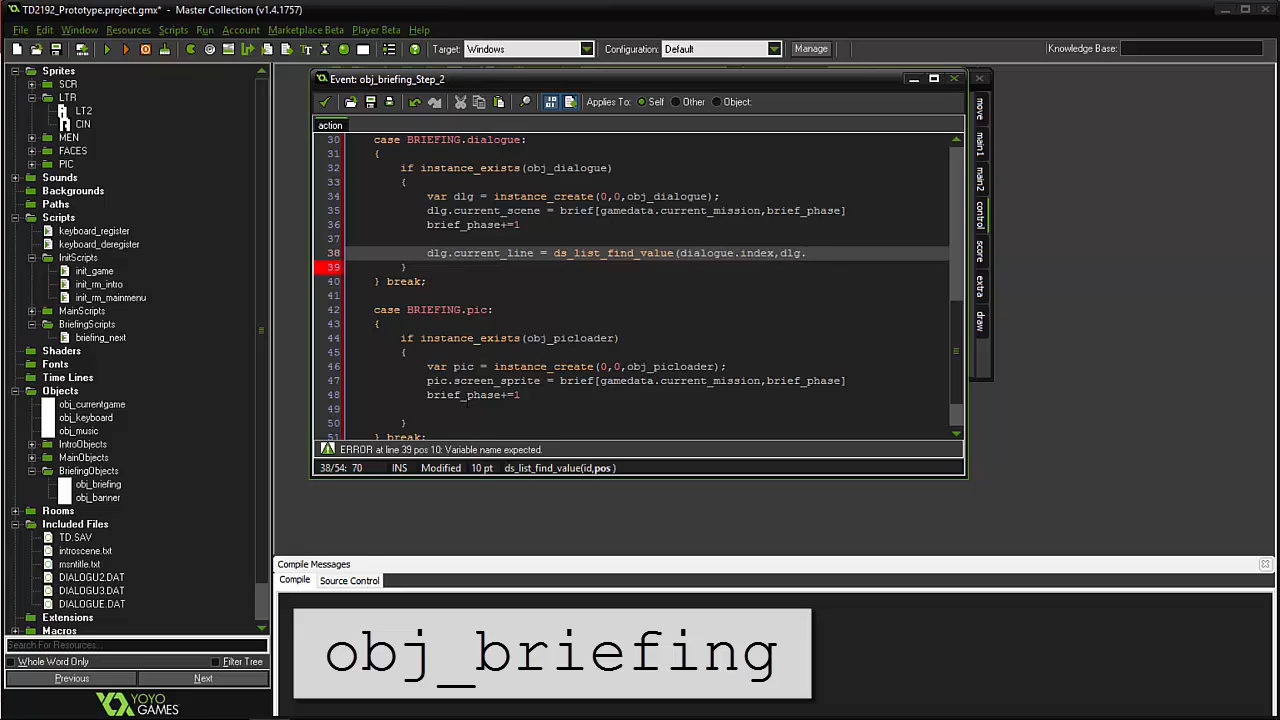 TD2192_Prototype.project.gmx* - Master Collection (v1.4.1757)
File Edit Window Resources Scripts Run Account Marketplace Beta Player Beta Help
Target: Windows Configuration: Default Manage Knowledge Base:
Sprites
SCR
LTR
LT2
CIN
MEN
FACES
PIC
Sounds
Backgrounds
Paths
Scripts
keyboard_register
keyboard_deregister
InitScripts
init_game
init_rm_intro
init_rm_mainmenu
MainScripts
BriefingScripts
briefing_next
Shaders
Fonts
Time Lines
Objects
obj_currentgame
obj_keyboard
obj_music
IntroObjects
MainObjects
BriefingObjects
obj_briefing
obj_banner
Rooms
Included Files
TD.SAV
introscene.txt
msntitle.txt
DIALOGU2.DAT
DIALOGU3.DAT
DIALOGUE.DAT
Extensions
Macros
Search For Resources...
Whole Word Only Filter Tree
Previous Next
YOYO
GAMES
Event: obj_briefing_Step_2
Applies To: Self Other Object:
action
30 case BRIEFING.dialogue:
31 {
32 if instance_exists(obj_dialogue)
33 {
34 var dlg = instance_create(0,0,obj_dialogue);
35 dlg.current_scene = brief[gamedata.current_mission,brief_phase]
36 brief_phase+=1
37
38 dlg.current_line = ds_list_find_value(dialogue.index,dlg.
39 }
40 } break;
41
42 case BRIEFING.pic:
43 {
44 if instance_exists(obj_picloader)
45 {
46 var pic = instance_create(0,0,obj_picloader);
47 pic.screen_sprite = brief[gamedata.current_mission,brief_phase]
48 brief_phase+=1
49
50 }
51 } break;
ERROR at line 39 pos 10: Variable name expected.
38/54: 70 INS Modified 10 pt ds_list_find_value(id,pos )
move
main1
main2
control
score
extra
draw
Compile Messages
Compile Source Control
obj_briefing